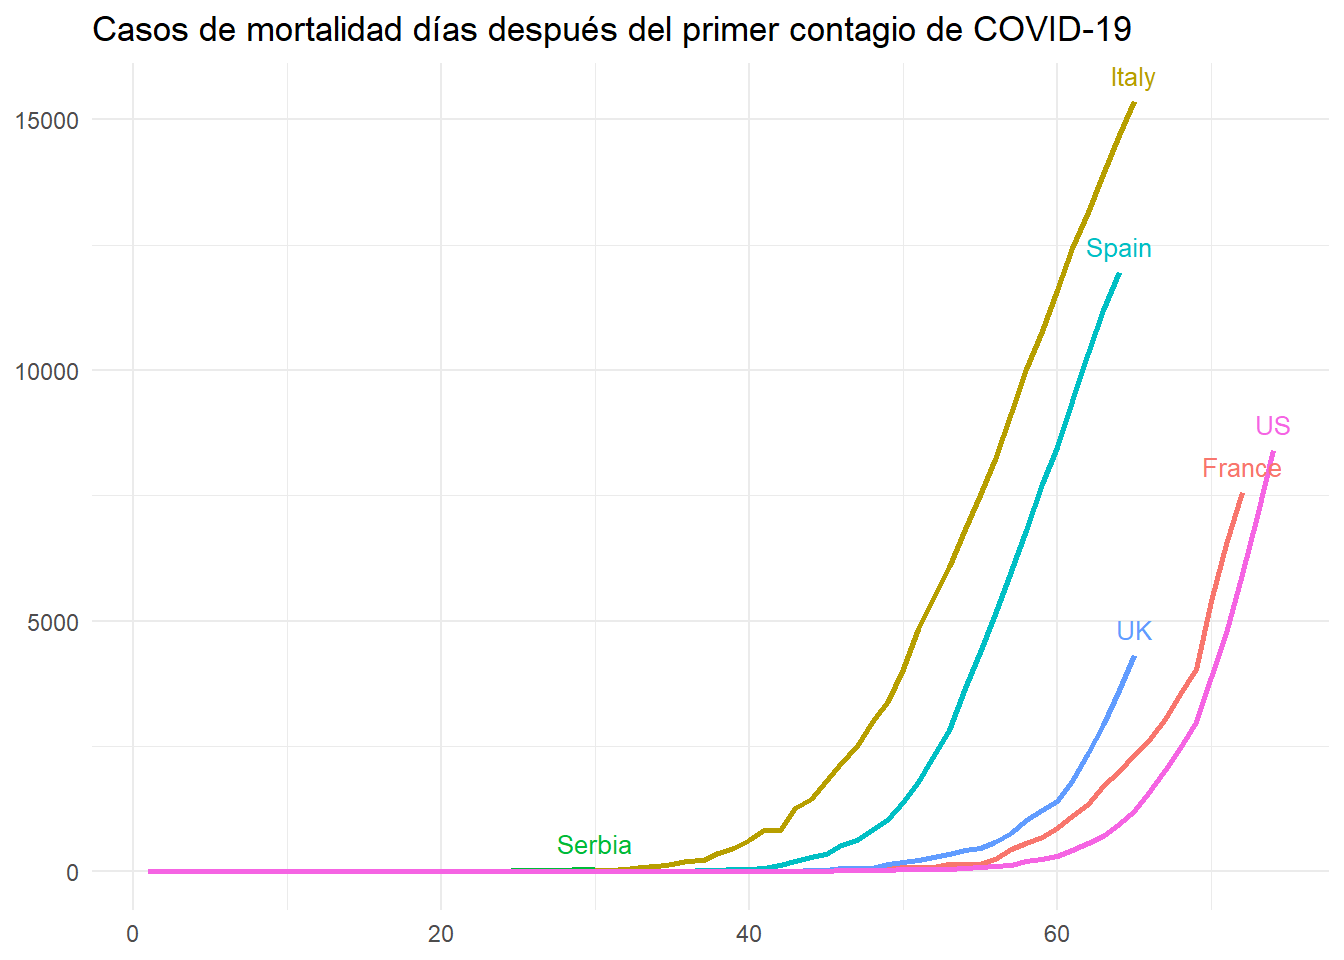 Casos de mortalidad días después del primer contagio de COVID-19
Italy
15000
Spain
10000
US
France
5000
UK
Serbia
0
0 20 40 60